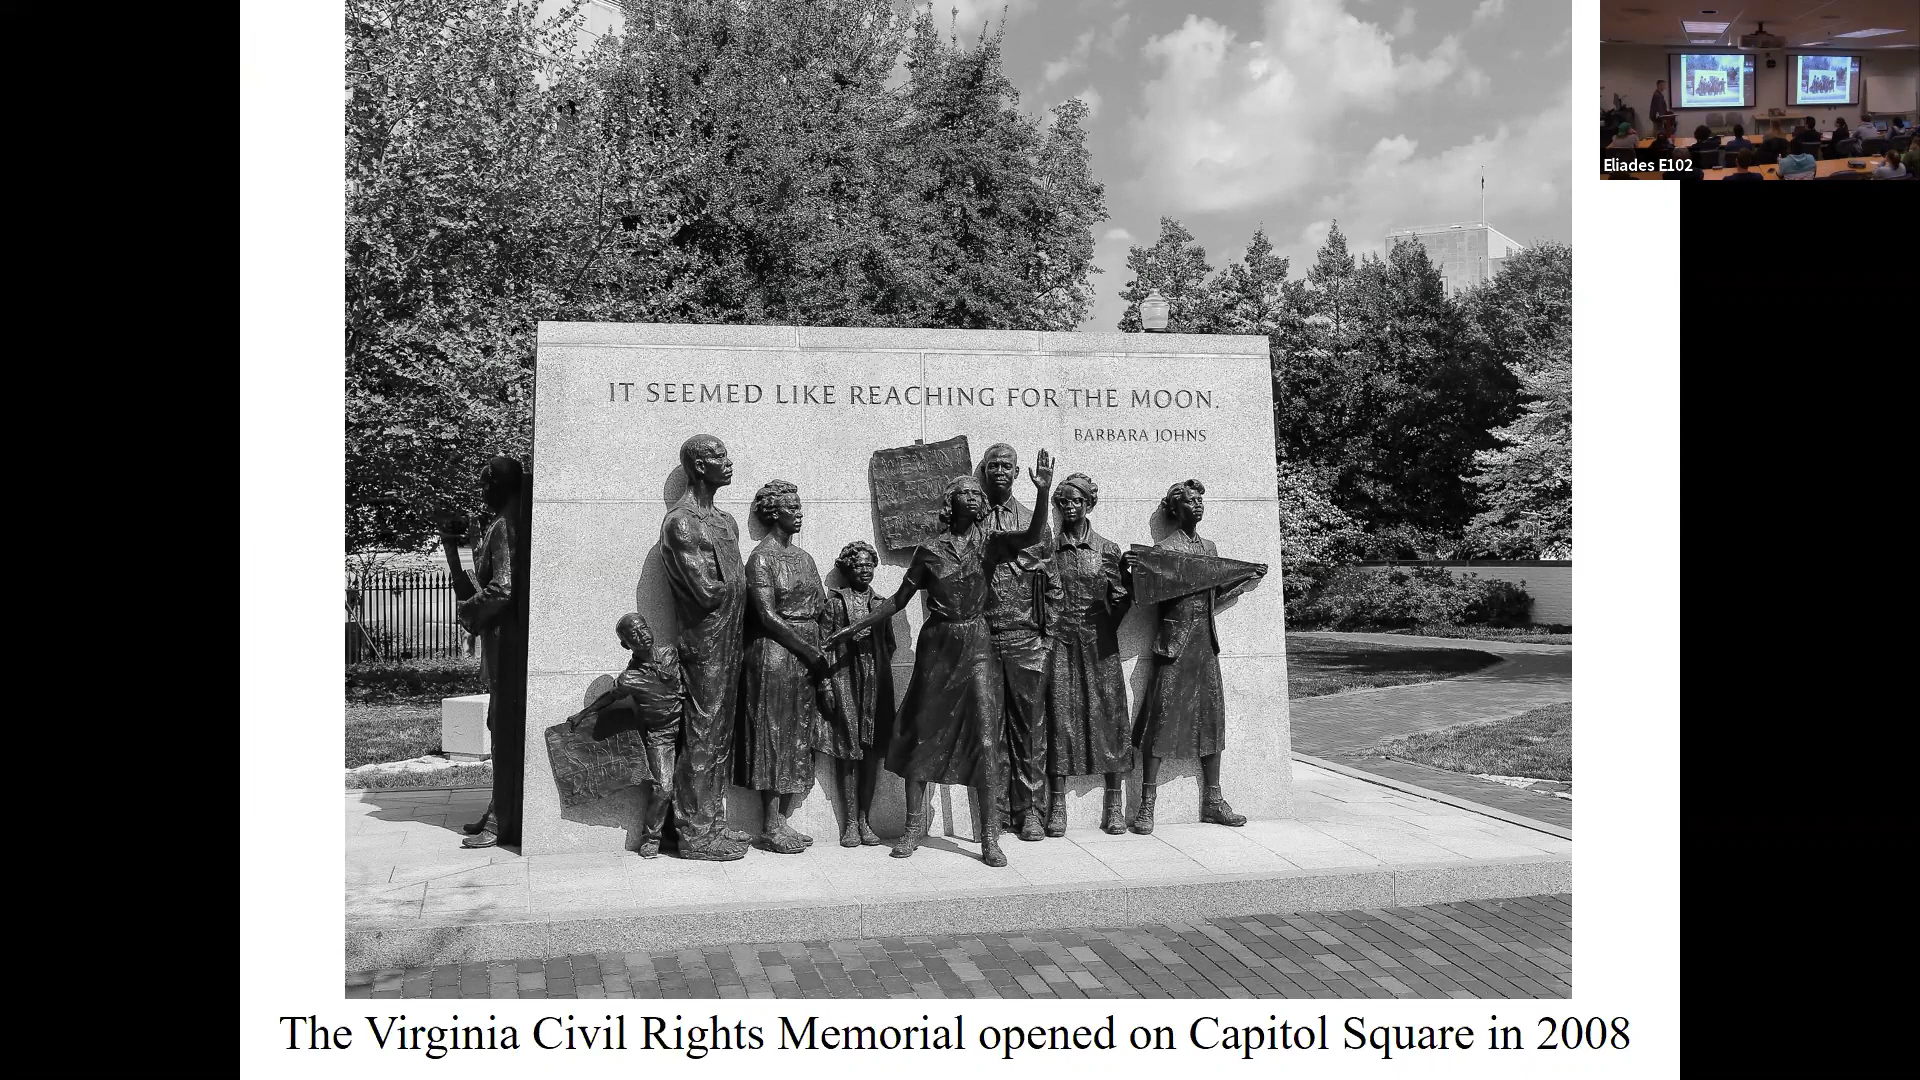 Eliades E102
IT SEEMED LIKE REACHING FOR THE MOON.
BARBARA JOHNS
The Virginia Civil Rights Memorial opened on Capitol Square in 2008